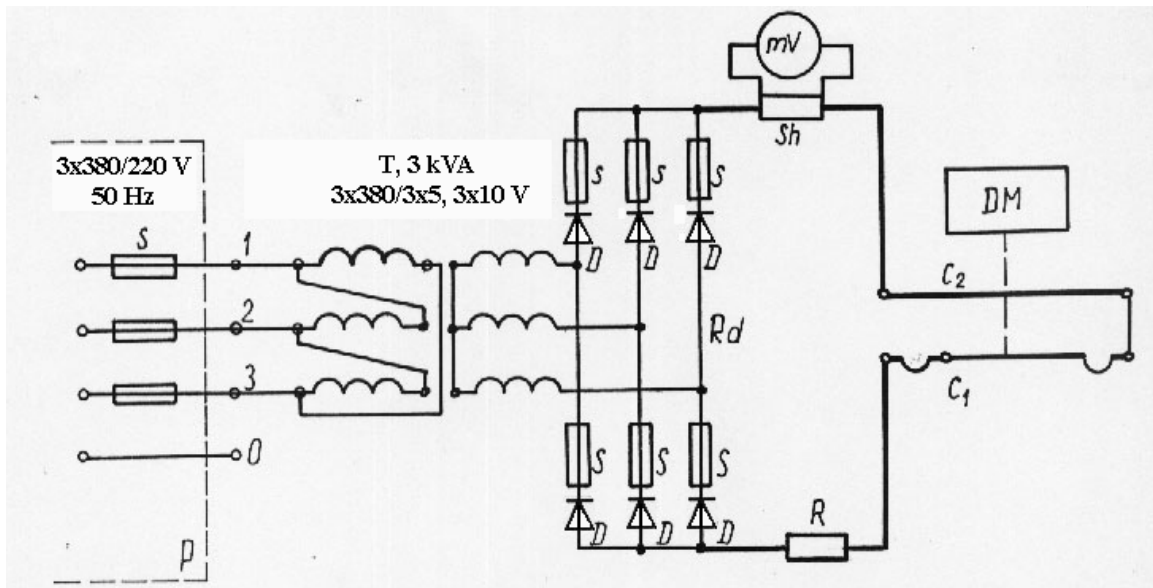 mV
Sh
3x380/220 V
50 Hz
T, 3 kVA
3x380/3x5, 3x10 V
S S S
DM
S 1
D D D
C2
2
Rd
3
C1
0
S S S
R
D D D
P